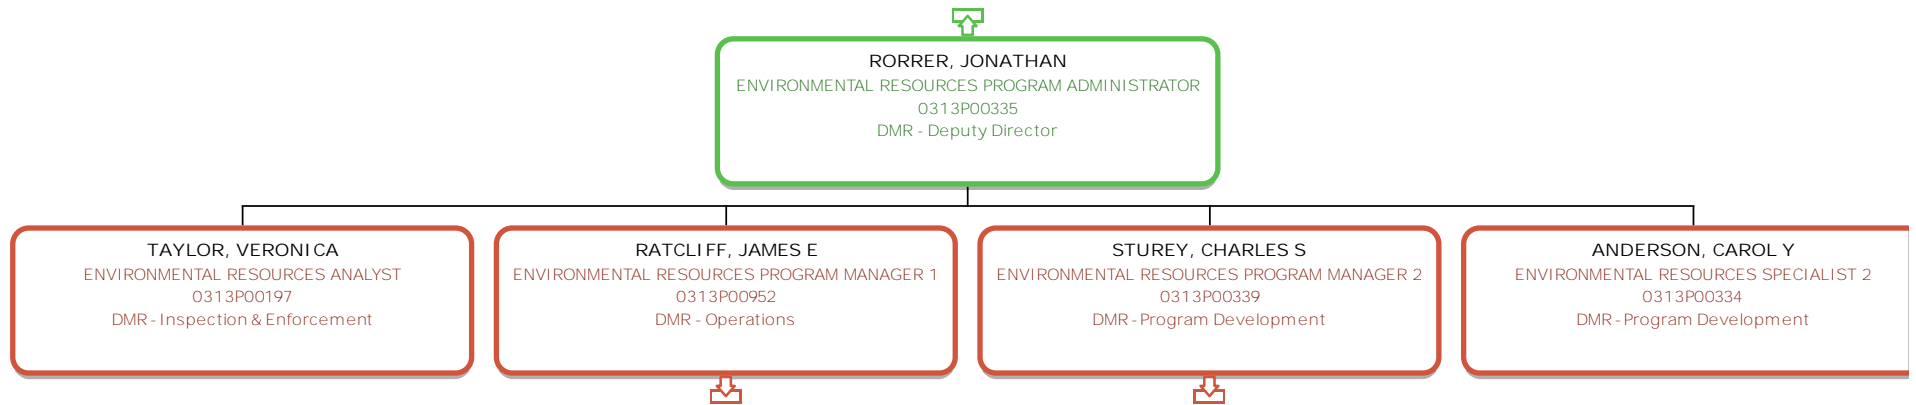 RORRER, JONATHAN
ENVIRONMENTAL RESOURCES PROGRAM ADMINISTRATOR
0313P00335
DMR - Deputy Director
TAYLOR, VERONICA
ENVIRONMENTAL RESOURCES ANALYST
0313P00197
DMR - Inspection & Enforcement
RATCLIFF, JAMES E
ENVIRONMENTAL RESOURCES PROGRAM MANAGER 1
0313P00952
DMR - Operations
STUREY, CHARLES S
ENVIRONMENTAL RESOURCES PROGRAM MANAGER 2
0313P00339
DMR - Program Development
ANDERSON, CAROL Y
ENVIRONMENTAL RESOURCES SPECIALIST 2
0313P00334
DMR - Program Development